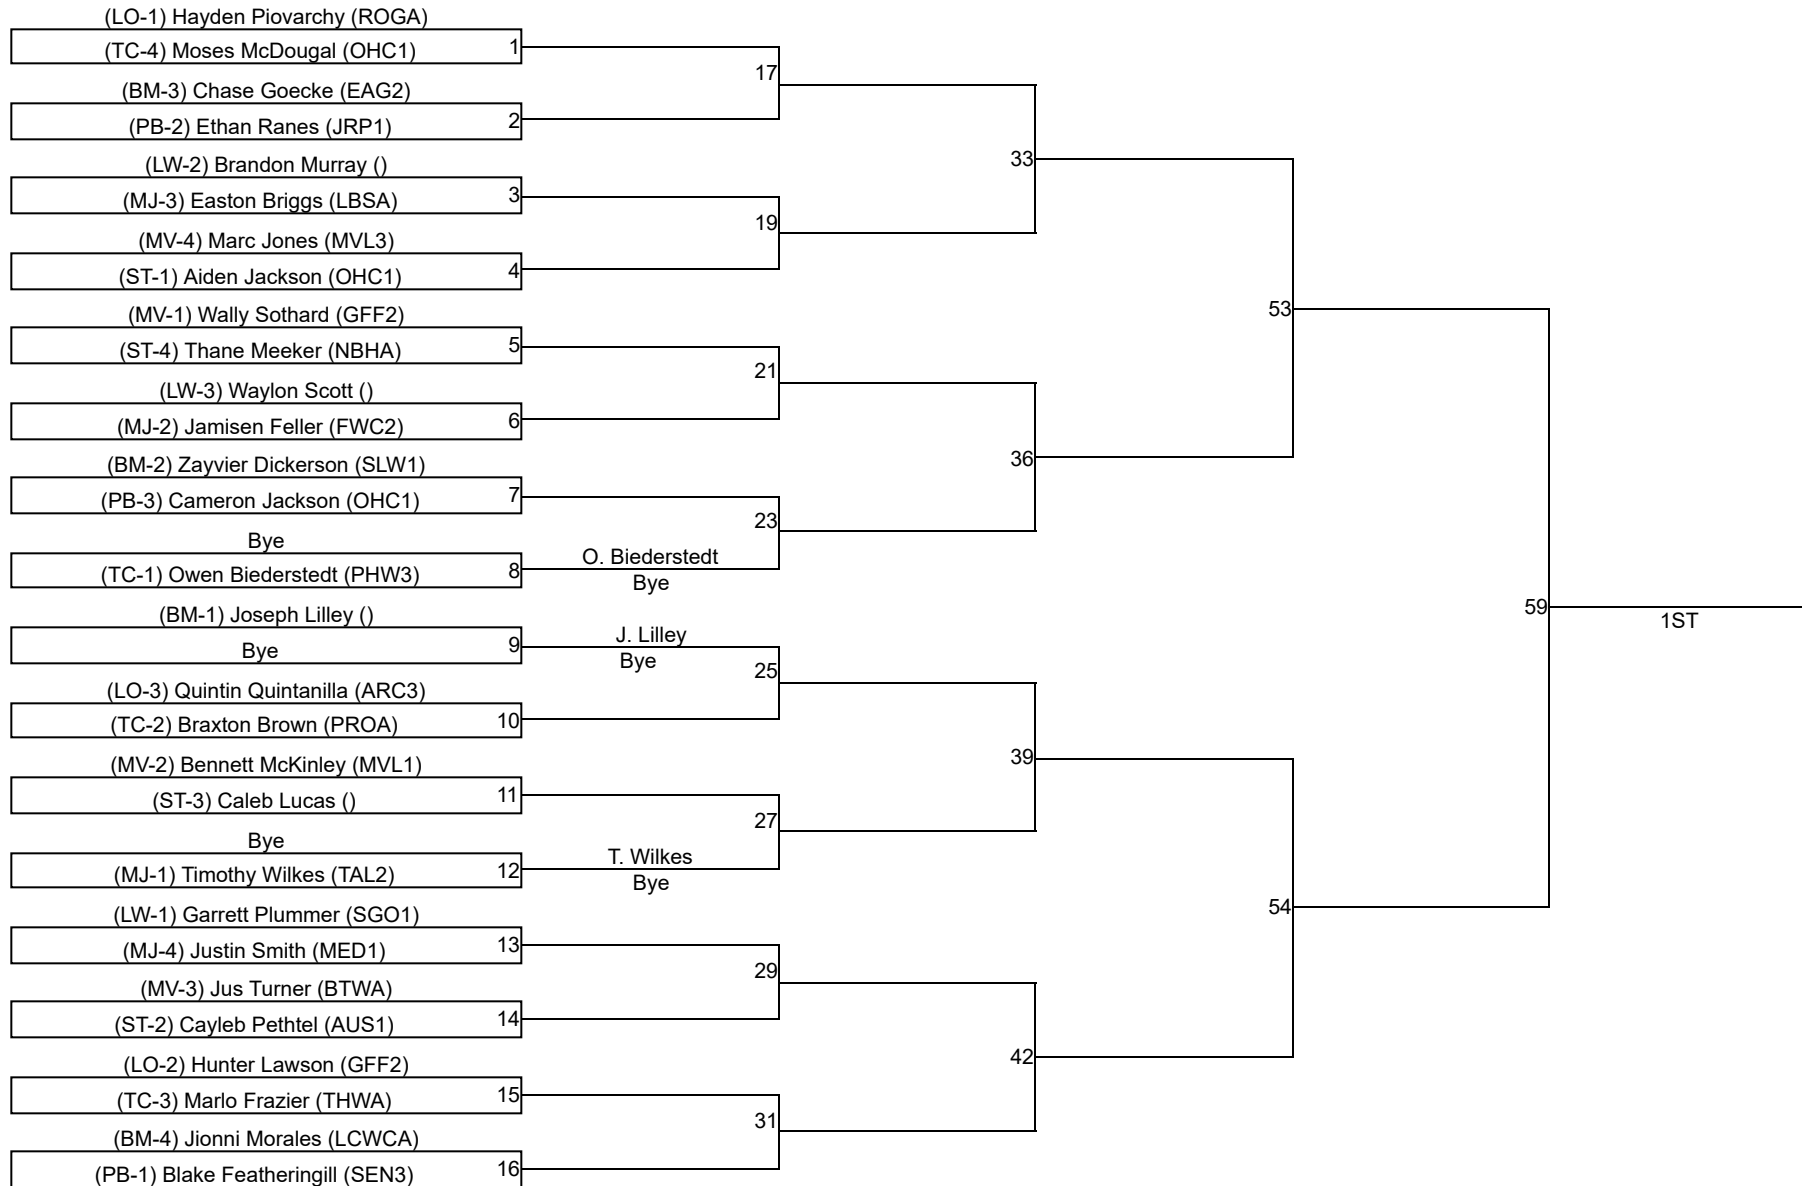 (LO-1) Hayden Piovarchy (ROGA)
(TC-4) Moses McDougal (OHC1)
1
17
(BM-3) Chase Goecke (EAG2)
(PB-2) Ethan Ranes (JRP1)
2
33
(LW-2) Brandon Murray ()
(MJ-3) Easton Briggs (LBSA)
3
19
(MV-4) Marc Jones (MVL3)
(ST-1) Aiden Jackson (OHC1)
4
53
(MV-1) Wally Sothard (GFF2)
(ST-4) Thane Meeker (NBHA)
5
21
(LW-3) Waylon Scott ()
(MJ-2) Jamisen Feller (FWC2)
6
36
(BM-2) Zayvier Dickerson (SLW1)
(PB-3) Cameron Jackson (OHC1)
7
23
Bye
(TC-1) Owen Biederstedt (PHW3)
8
O. Biederstedt
Bye
59
1ST
(BM-1) Joseph Lilley ()
Bye
9
J. Lilley
Bye
25
(LO-3) Quintin Quintanilla (ARC3)
(TC-2) Braxton Brown (PROA)
10
39
(MV-2) Bennett McKinley (MVL1)
(ST-3) Caleb Lucas ()
11
27
Bye
(MJ-1) Timothy Wilkes (TAL2)
12
T. Wilkes
Bye
54
(LW-1) Garrett Plummer (SGO1)
(MJ-4) Justin Smith (MED1)
13
29
(MV-3) Jus Turner (BTWA)
(ST-2) Cayleb Pethtel (AUS1)
14
42
(LO-2) Hunter Lawson (GFF2)
(TC-3) Marlo Frazier (THWA)
15
31
(BM-4) Jionni Morales (LCWCA)
(PB-1) Blake Featheringill (SEN3)
16